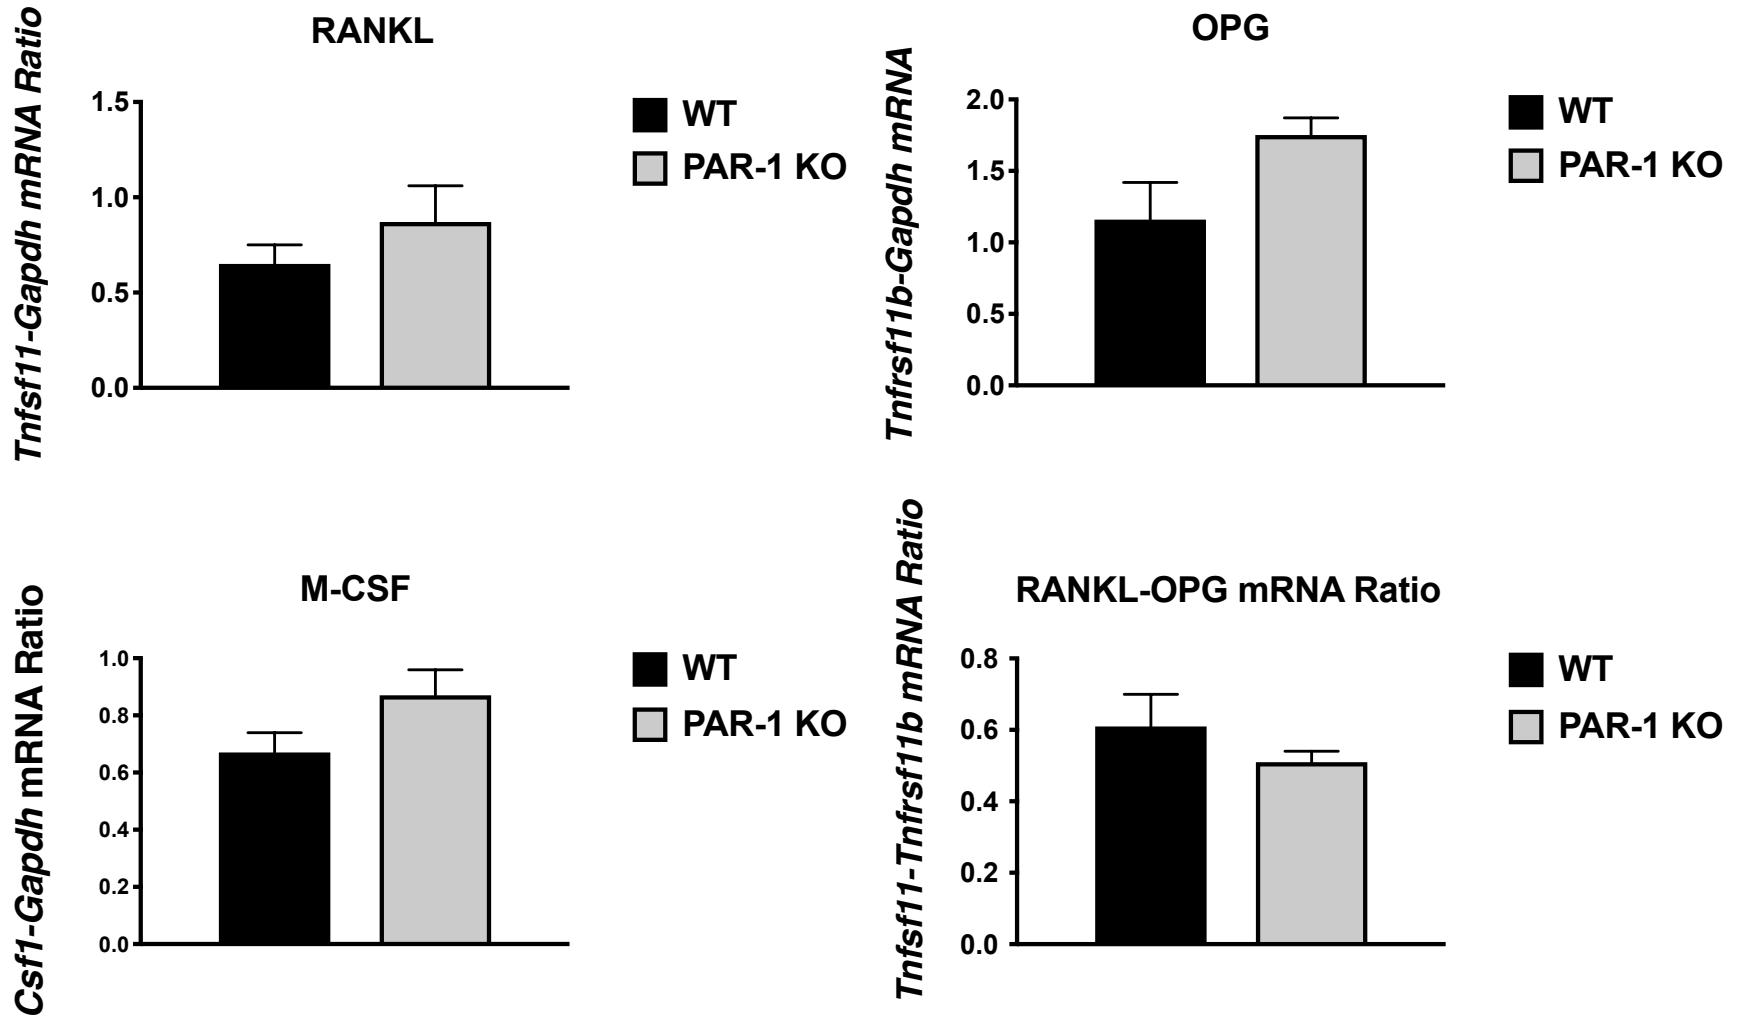 RANKL
Tnfsf11-Gapdh mRNA Ratio
1.5
1.0
0.5
0.0
WT
PAR-1 KO
OPG
Tnfrsf11b-Gapdh mRNA
2.0
1.5
1.0
0.5
0.0
WT
PAR-1 KO
M-CSF
Csf1-Gapdh mRNA Ratio
1.0
0.8
0.6
0.4
0.2
0.0
WT
PAR-1 KO
RANKL-OPG mRNA Ratio
Tnfsf11-Tnfrsf11b mRNA Ratio
0.8
0.6
0.4
0.2
0.0
WT
PAR-1 KO